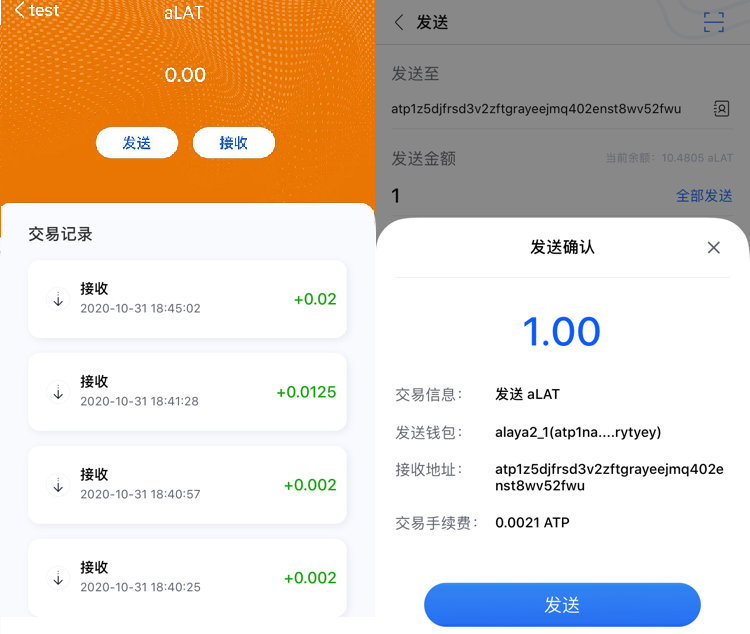 test
aLAT
0.00
发送
接收
交易记录
接收
2020-10-31 18:45:02
+0.02
接收
2020-10-31 18:41:28
+0.0125
接收
2020-10-31 18:40:57
+0.002
接收
2020-10-31 18:40:25
+0.002
发送
发送至
atp1z5djfrsd3v2zftgrayeejmq402enst8wv52fwu
发送金额
当前余额：10.4805 aLAT
1
全部发送
发送确认
1.00
交易信息：
发送 aLAT
发送钱包：
alaya2_1(atp1na....rytyey)
接收地址：
atp1z5djfrsd3v2zftgrayeejmq402e
nst8wv52fwu
交易手续费：
0.0021 ATP
发送